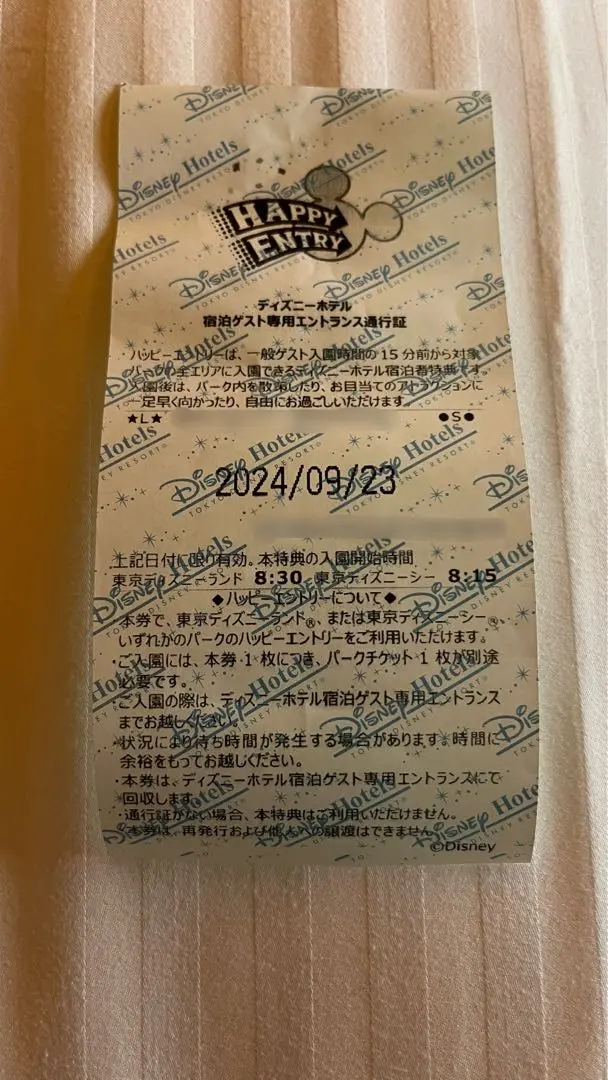 HAPPY
ENTRY
ディズニーホテル
宿泊ゲスト専用エントランス通行証
ハッピーエントリーは、一般ゲスト入園時間の15分前から対象
パークの全エリアに入園できるディズニーホテル宿泊者特典です。
入園後は、パーク内を散策したり、お目当てのアトラクションに
一足早く向かったり、自由にお過ごしいただけます。
★L★ ●S●
2024/09/23
上記日付に限り有効。本特典の入園開始時間
東京ディズニーランド 8:30 東京ディズニーシー 8:15
◆ハッピーエントリーについて◆
・本券で、東京ディズニーランド®、または東京ディズニーシー®、
いずれかのパークのハッピーエントリーをご利用いただけます。
・ご入園には、本券1枚につき、パークチケット1枚が別途
必要です。
・ご入園の際は、ディズニーホテル宿泊ゲスト専用エントランス
までお越しください。
・状況により待ち時間が発生する場合があります。時間に
余裕をもってお越しください。
・本券は、ディズニーホテル宿泊ゲスト専用エントランスにて
回収します。
・通行証がない場合、本特典はご利用いただけません。
・本券は、再発行および他人への譲渡はできません。
©Disney
Disney Hotels
TOKYO DISNEY RESORT®